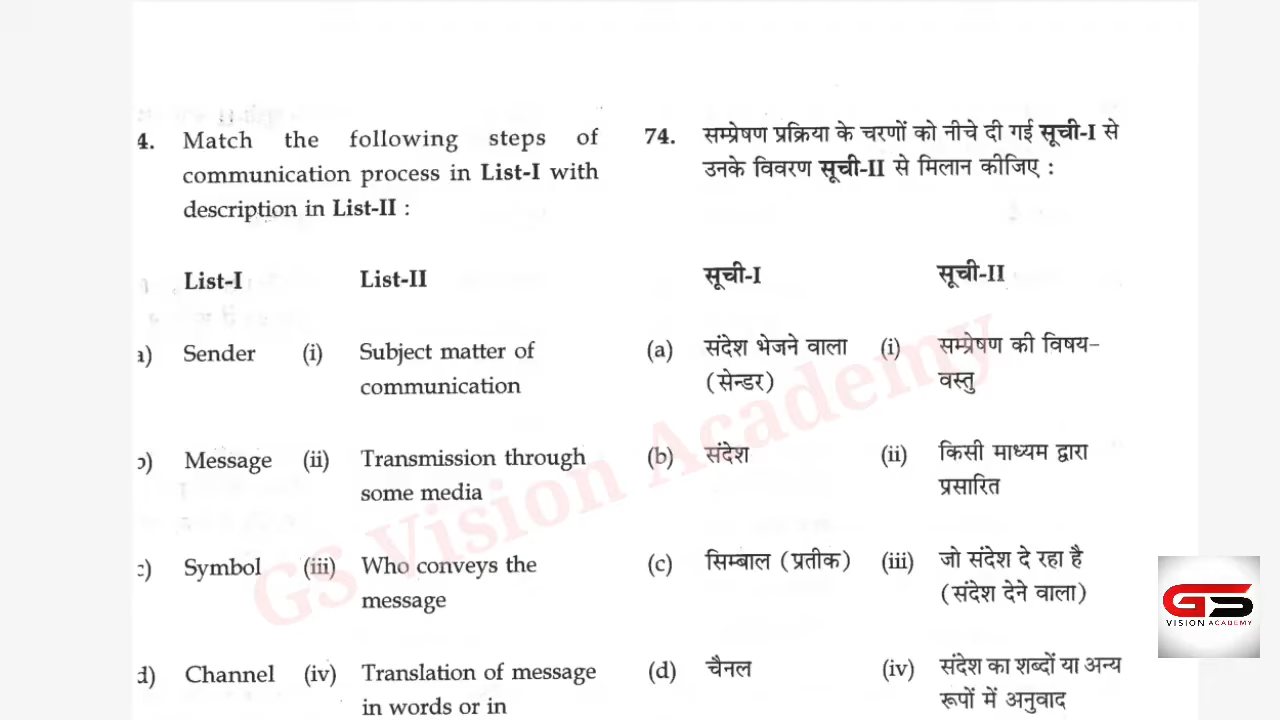 4. Match the following steps of
communication process in List-I with
description in List-II :
List-I List-II
a) Sender (i) Subject matter of
communication
b) Message (ii) Transmission through
some media
c) Symbol (iii) Who conveys the
message
d) Channel (iv) Translation of message
in words or in
74. सम्प्रेषण प्रक्रिया के चरणों को नीचे दी गई सूची-I से
उनके विवरण सूची-II से मिलान कीजिए :
सूची-I सूची-II
(a) संदेश भेजने वाला (i) सम्प्रेषण की विषय-
(सेन्डर) वस्तु
(b) संदेश (ii) किसी माध्यम द्वारा
प्रसारित
(c) सिम्बाल (प्रतीक) (iii) जो संदेश दे रहा है
(संदेश देने वाला)
(d) चैनल (iv) संदेश का शब्दों या अन्य
रूपों में अनुवाद
GS Vision Academy
GS
VISION ACADEMY